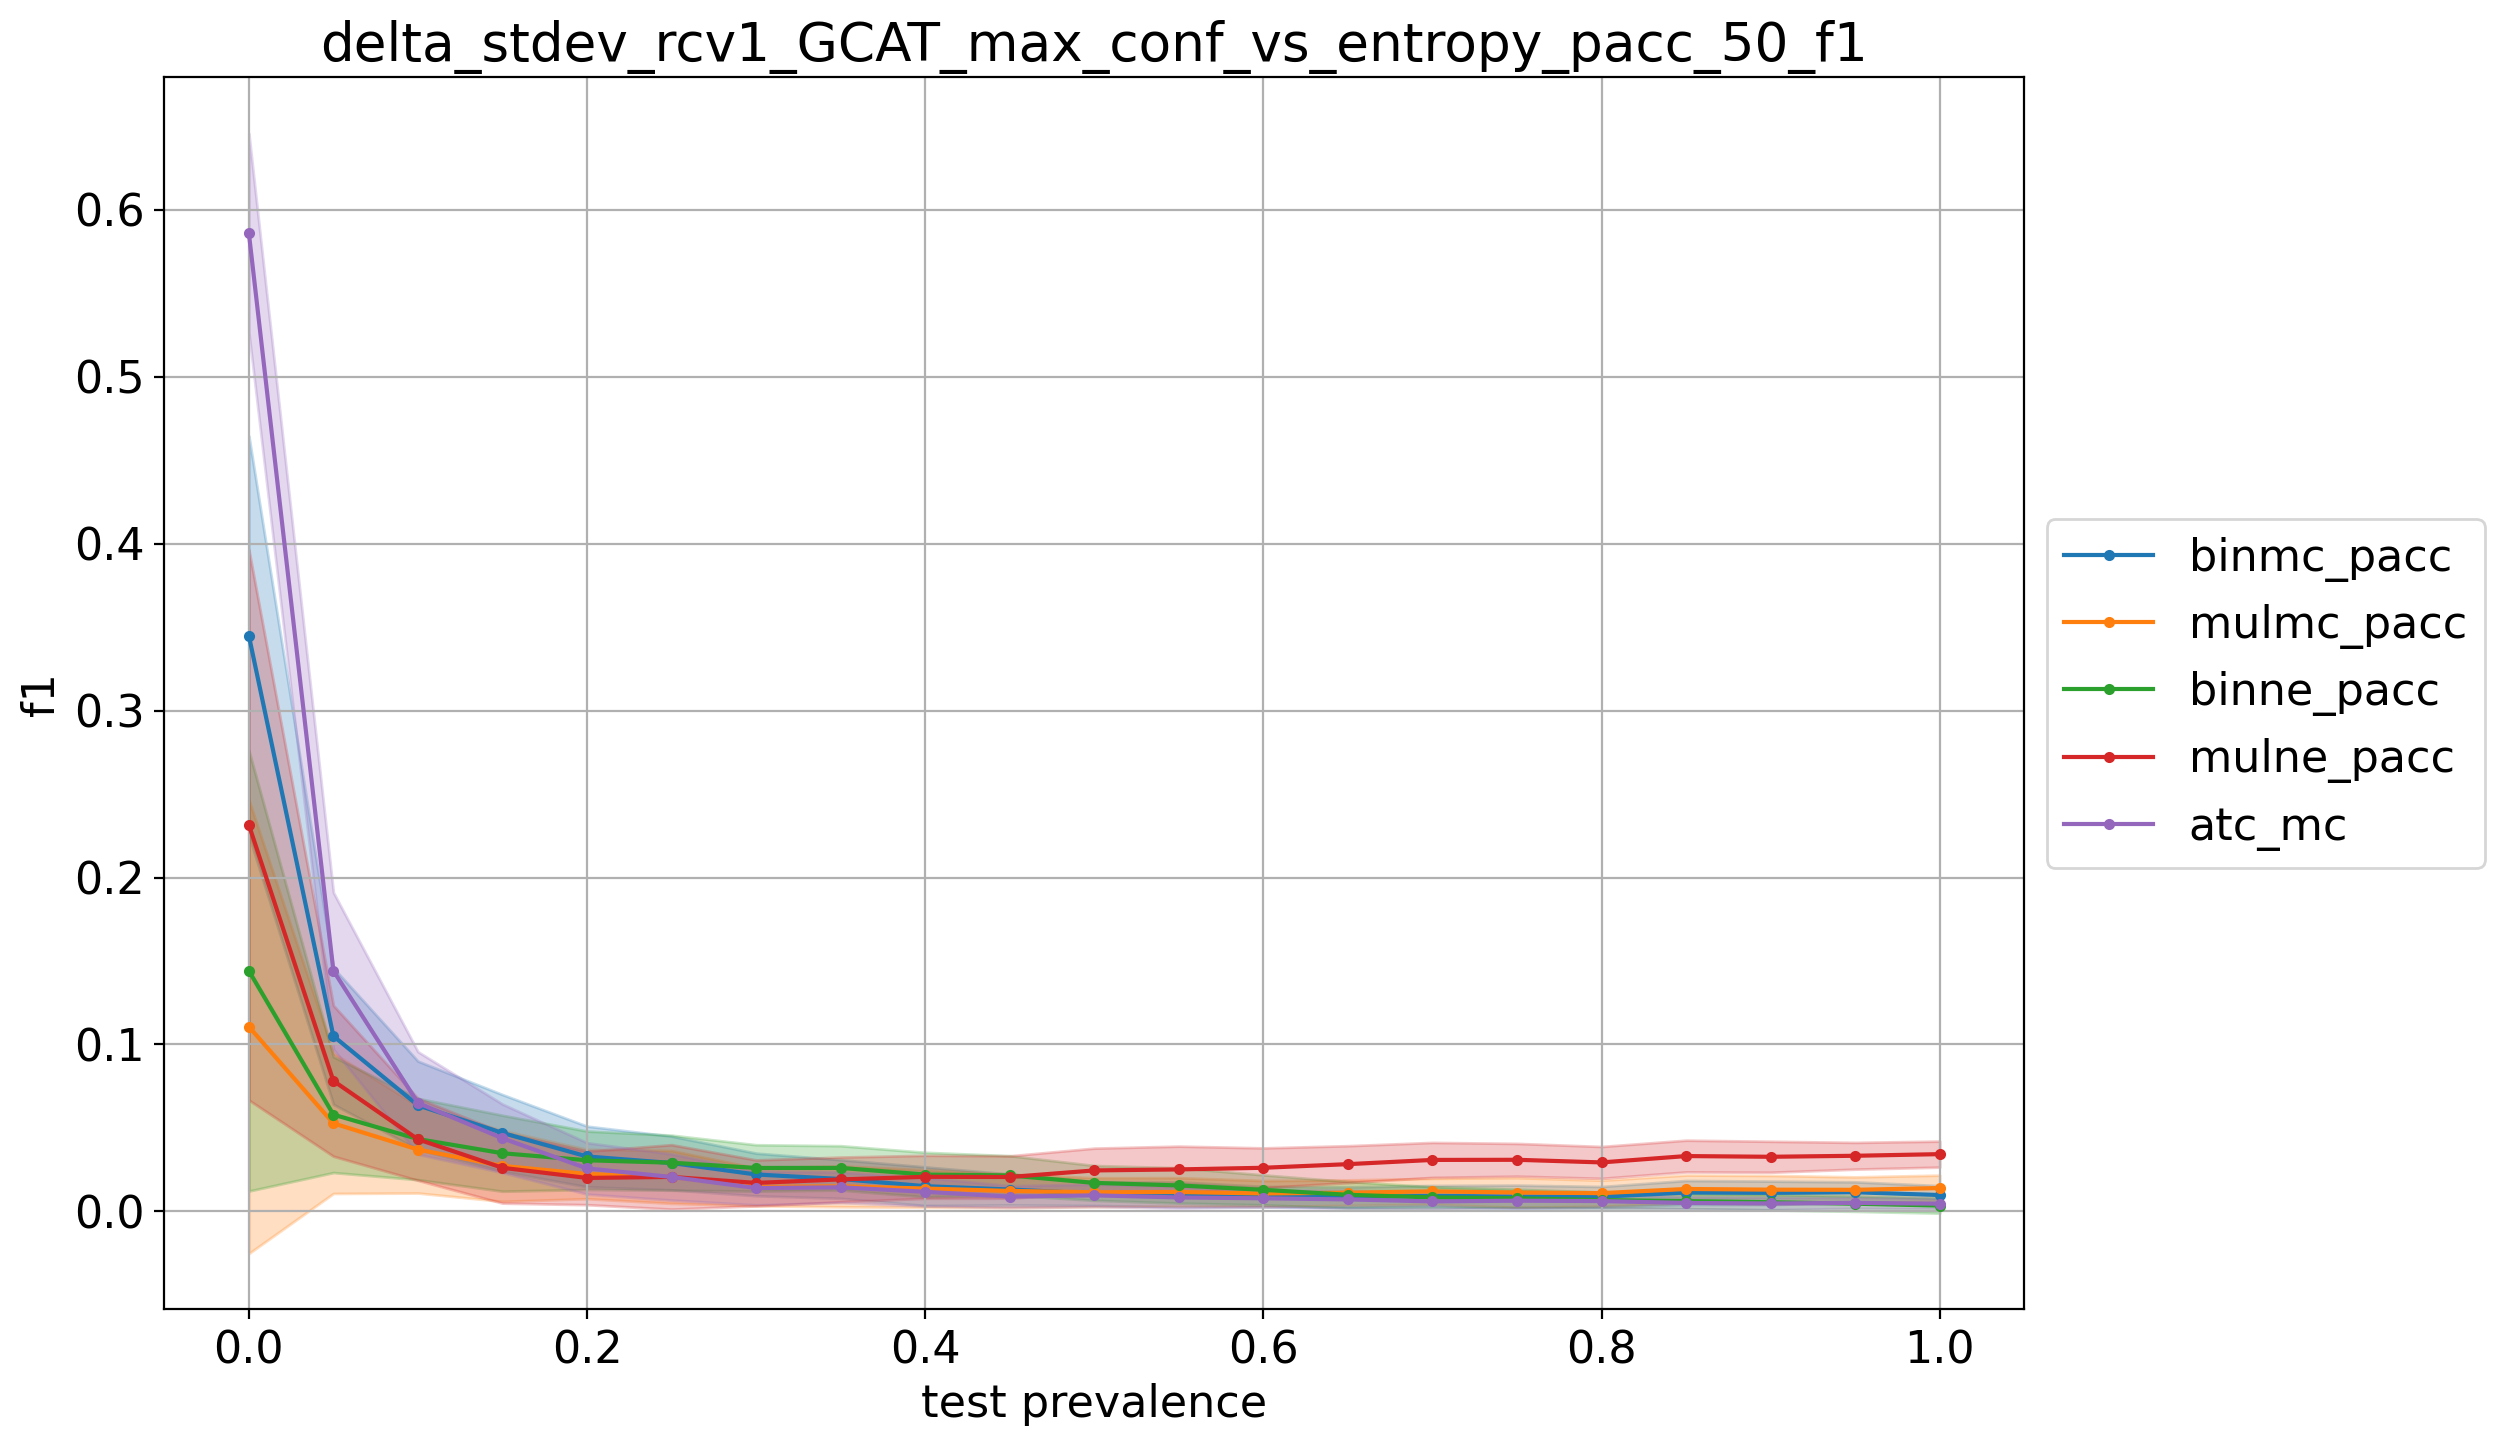 delta_stdev_rcv1_GCAT_max_conf_vs_entropy_pacc_50_f1
0.6
0.5
0.4
0.3
0.2
0.1
0.0
f1
0.0 0.2 0.4 0.6 0.8 1.0
test prevalence
binmc_pacc
mulmc_pacc
binne_pacc
mulne_pacc
atc_mc